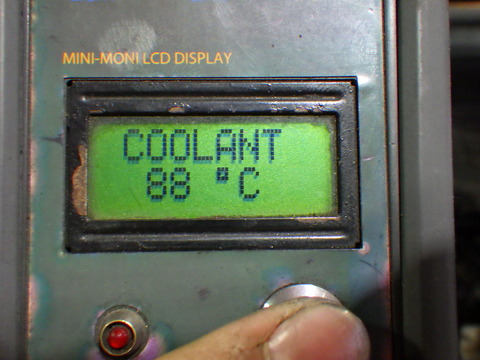 MINI-MONI LCD DISPLAY
COOLANT
88 °C